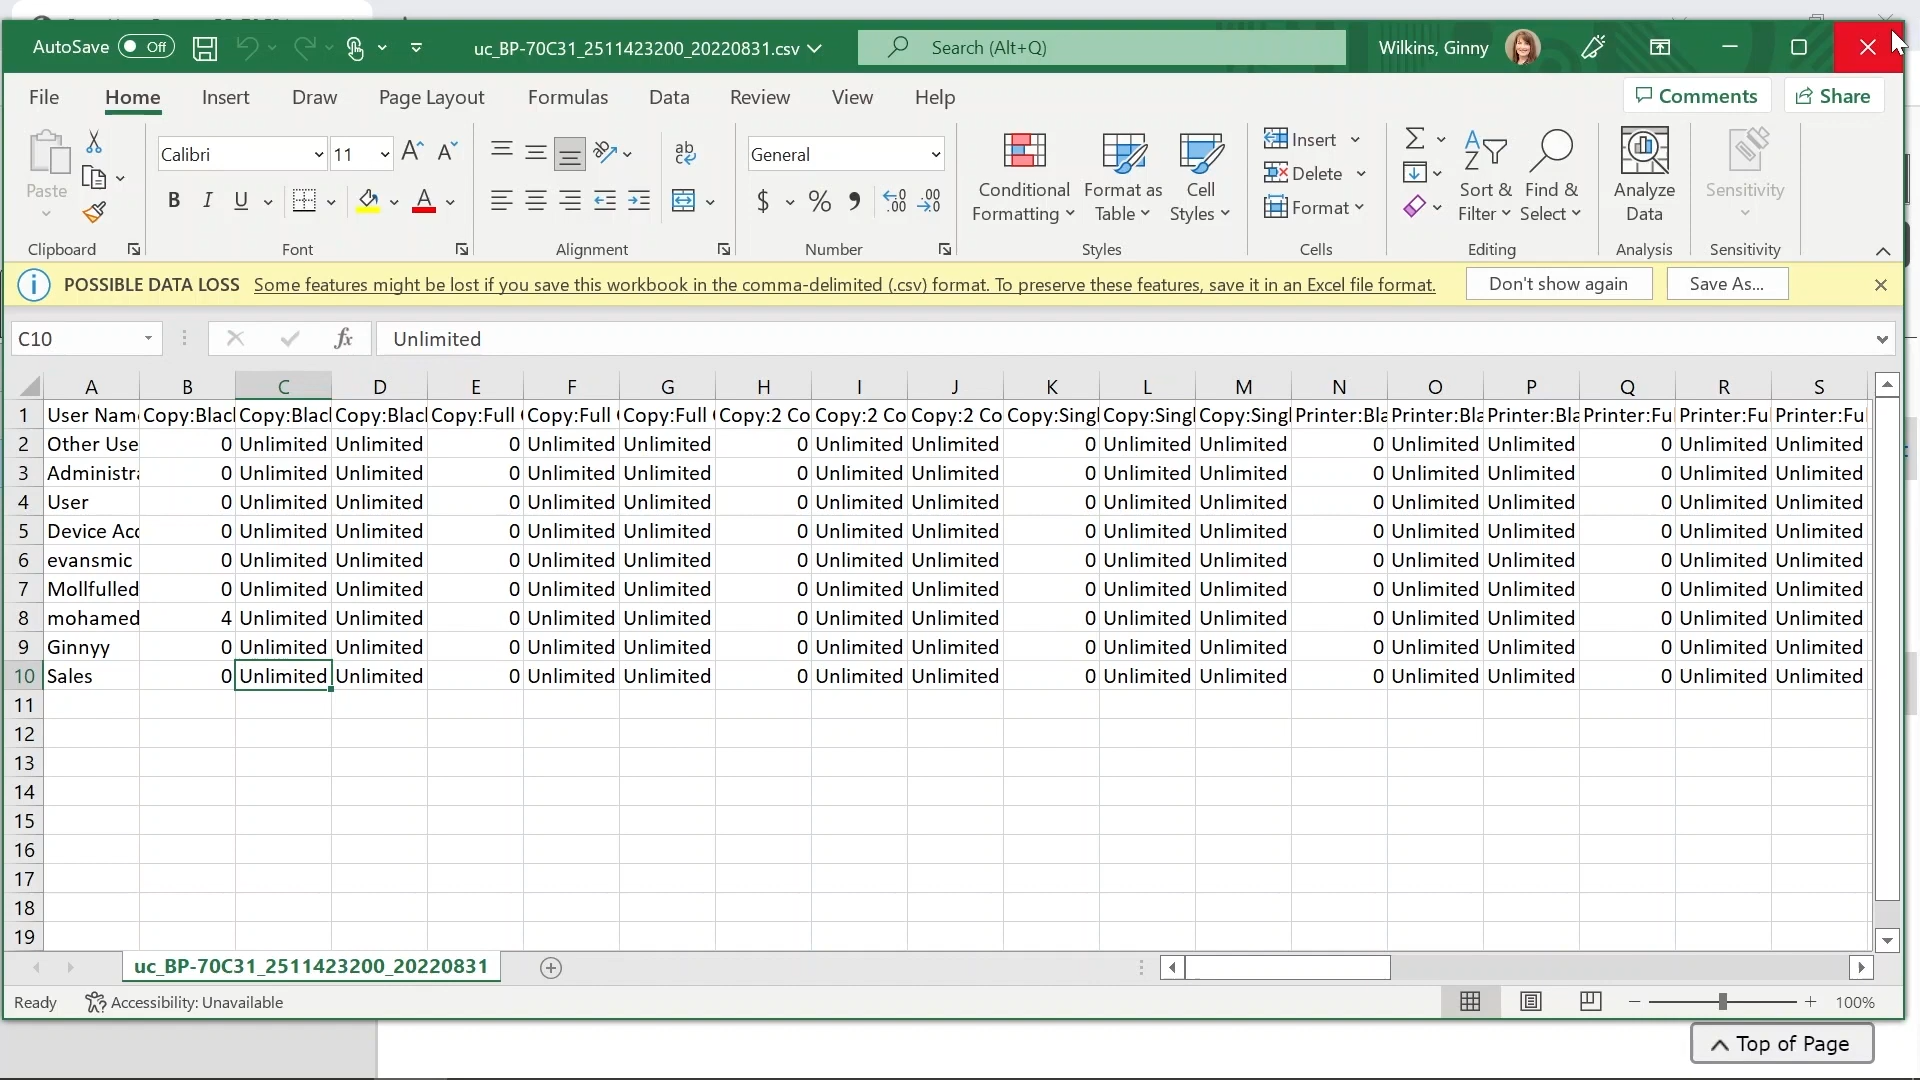 AutoSave Off uc_BP-70C31_2511423200_20220831.csv Search (Alt+Q) Wilkins, Ginny
File Home Insert Draw Page Layout Formulas Data Review View Help Comments Share
Paste Calibri 11 General Conditional Formatting Format as Table Cell Styles Insert Delete Format Sort & Filter Find & Select Analyze Data Sensitivity
Clipboard Font Alignment Number Styles Cells Editing Analysis Sensitivity
POSSIBLE DATA LOSS Some features might be lost if you save this workbook in the comma-delimited (.csv) format. To preserve these features, save it in an Excel file format. Don't show again Save As...
C10 fx Unlimited
A B C D E F G H I J K L M N O P Q R S
1 User Nam Copy:Blac Copy:Blac Copy:Blac Copy:Full Copy:Full Copy:Full Copy:2 Co Copy:2 Co Copy:2 Co Copy:Sing Copy:Sing Copy:Sing Printer:Bla Printer:Bla Printer:Bla Printer:Fu Printer:Fu Printer:Ful
2 Other Use 0 Unlimited Unlimited 0 Unlimited Unlimited 0 Unlimited Unlimited 0 Unlimited Unlimited 0 Unlimited Unlimited 0 Unlimited Unlimited
3 Administra 0 Unlimited Unlimited 0 Unlimited Unlimited 0 Unlimited Unlimited 0 Unlimited Unlimited 0 Unlimited Unlimited 0 Unlimited Unlimited
4 User 0 Unlimited Unlimited 0 Unlimited Unlimited 0 Unlimited Unlimited 0 Unlimited Unlimited 0 Unlimited Unlimited 0 Unlimited Unlimited
5 Device Acc 0 Unlimited Unlimited 0 Unlimited Unlimited 0 Unlimited Unlimited 0 Unlimited Unlimited 0 Unlimited Unlimited 0 Unlimited Unlimited
6 evansmic 0 Unlimited Unlimited 0 Unlimited Unlimited 0 Unlimited Unlimited 0 Unlimited Unlimited 0 Unlimited Unlimited 0 Unlimited Unlimited
7 Mollfulled 0 Unlimited Unlimited 0 Unlimited Unlimited 0 Unlimited Unlimited 0 Unlimited Unlimited 0 Unlimited Unlimited 0 Unlimited Unlimited
8 mohamed 4 Unlimited Unlimited 0 Unlimited Unlimited 0 Unlimited Unlimited 0 Unlimited Unlimited 0 Unlimited Unlimited 0 Unlimited Unlimited
9 Ginnyy 0 Unlimited Unlimited 0 Unlimited Unlimited 0 Unlimited Unlimited 0 Unlimited Unlimited 0 Unlimited Unlimited 0 Unlimited Unlimited
10 Sales 0 Unlimited Unlimited 0 Unlimited Unlimited 0 Unlimited Unlimited 0 Unlimited Unlimited 0 Unlimited Unlimited 0 Unlimited Unlimited
11
12
13
14
15
16
17
18
19
uc_BP-70C31_2511423200_20220831
Ready Accessibility: Unavailable 100%
Top of Page